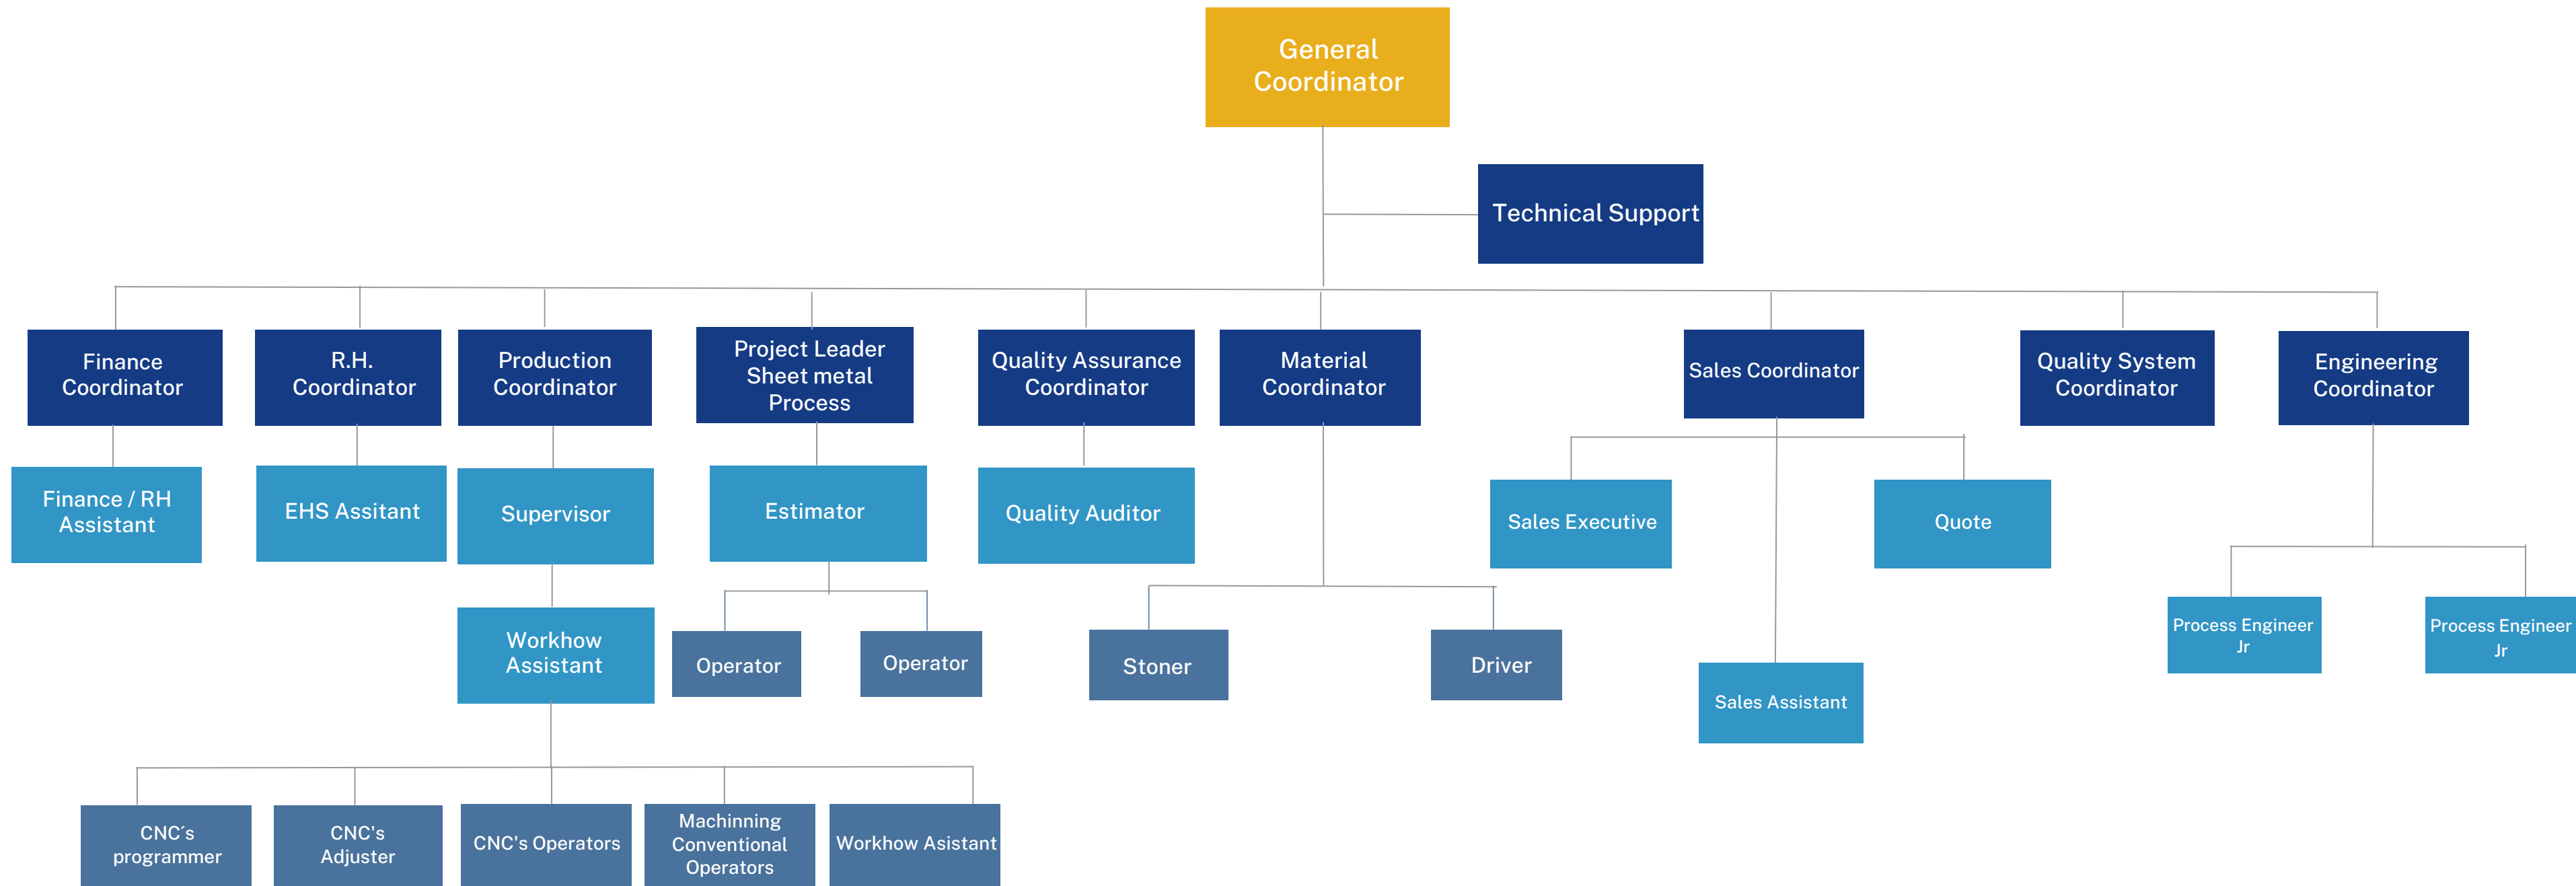 General
Coordinator
Technical Support
Finance
Coordinator
R.H.
Coordinator
Production
Coordinator
Project Leader
Sheet metal
Process
Quality Assurance
Coordinator
Material
Coordinator
Sales Coordinator
Quality System
Coordinator
Engineering
Coordinator
Finance / RH
Assistant
EHS Assitant
Supervisor
Estimator
Quality Auditor
Sales Executive
Quote
Workhow
Assistant
Operator
Operator
Stoner
Driver
Sales Assistant
Process Engineer
Jr
Process Engineer
Jr
CNC´s
programmer
CNC's
Adjuster
CNC's Operators
Machinning
Conventional
Operators
Workhow Asistant